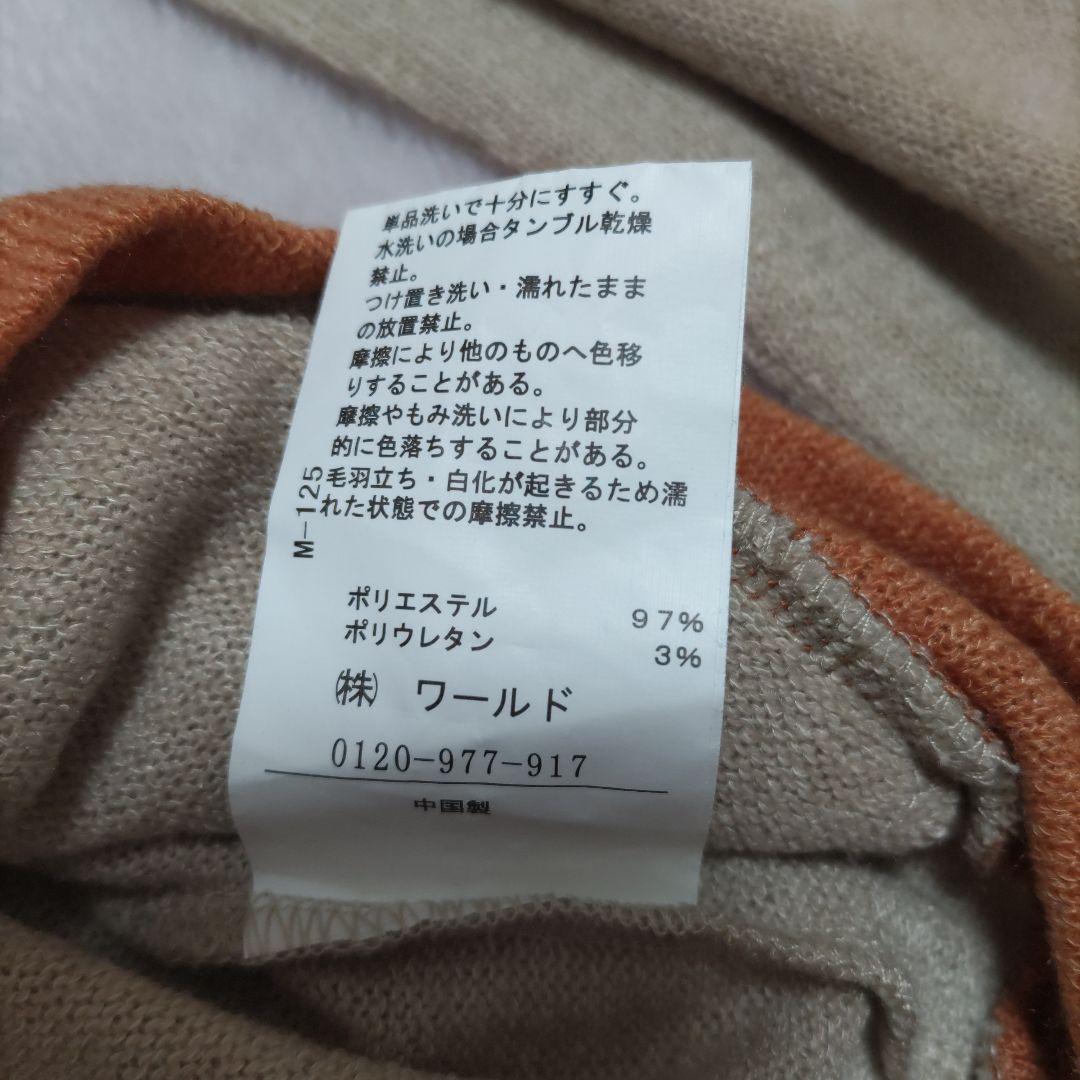 単品洗いで十分にすすぐ。
水洗いの場合タンブル乾燥
禁止。
つけ置き洗い・濡れたまま
の放置禁止。
摩擦により他のものへ色移
りすることがある。
摩擦やもみ洗いにより部分
的に色落ちすることがある。
毛羽立ち・白化が起きるため濡
れた状態での摩擦禁止。
M-125
ポリエステル 97%
ポリウレタン 3%
㈱ ワールド
0120-977-917
中国製